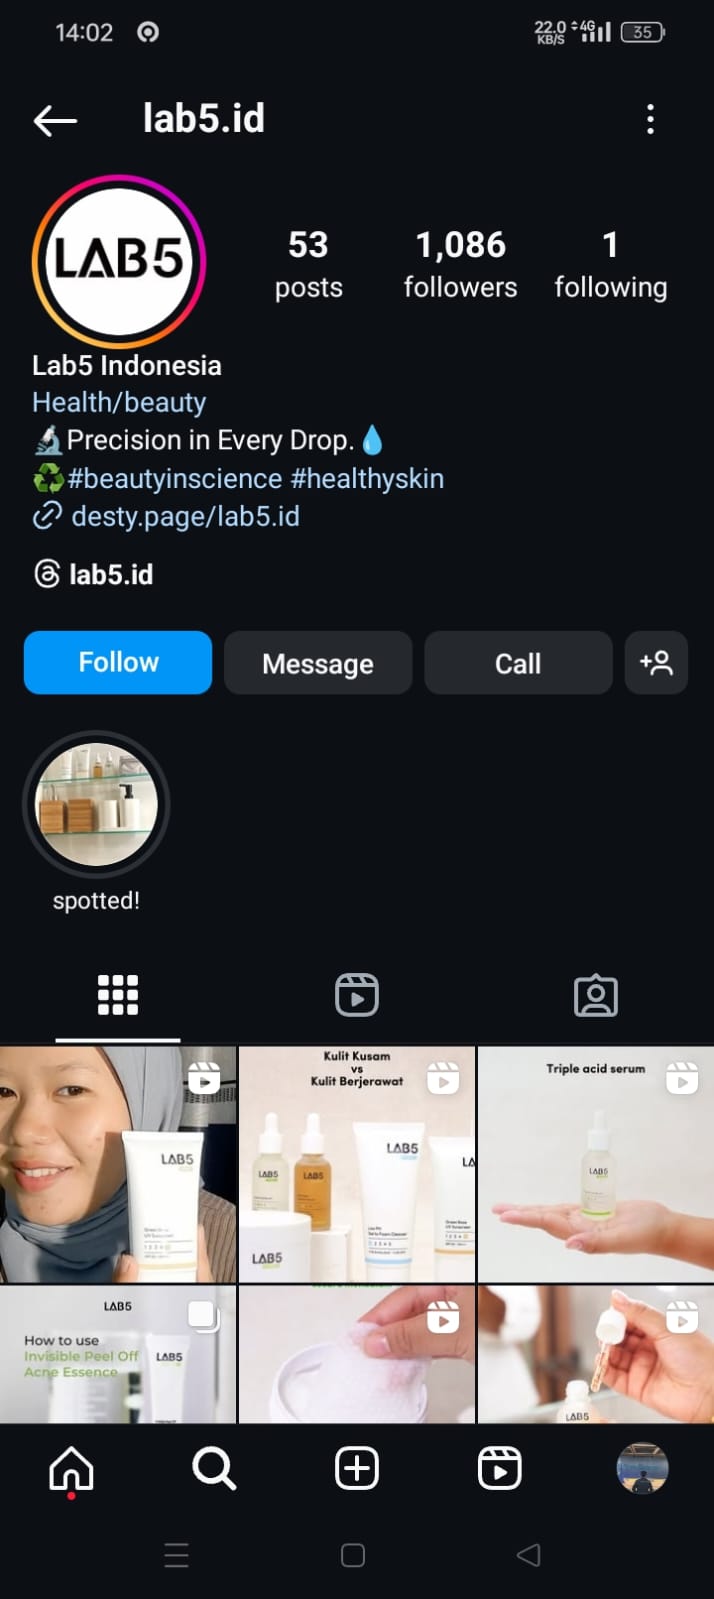 14:02
22.0 KB/S 4G 35
lab5.id
LAB5
53 posts
1,086 followers
1 following
Lab5 Indonesia
Health/beauty
🔬Precision in Every Drop.💧
♻️#beautyinscience #healthyskin
desty.page/lab5.id
lab5.id
Follow
Message
Call
spotted!
LAB5
Kulit Kusam
vs
Kulit Berjerawat
LAB5
LAB5
LAB5
LA
LAB5
Triple acid serum
LAB5
LAB5
How to use
Invisible Peel Off
Acne Essence
LAB5
LAB5